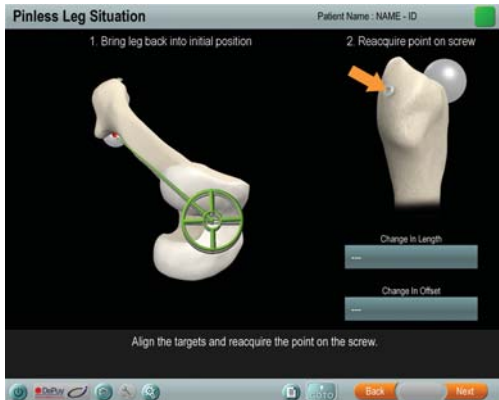 Pinless Leg Situation
Patient Name : NAME - ID
1. Bring leg back into initial position
2. Reacquire point on screw
Change In Length
---
Change In Offset
---
Align the targets and reacquire the point on the screw.
DePuy
Back
Next